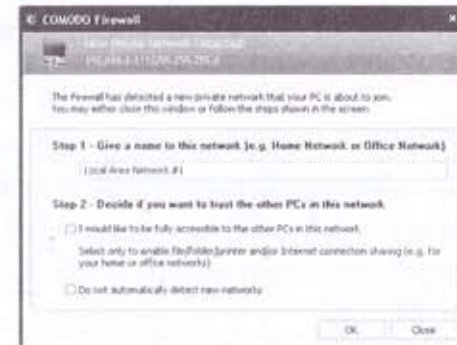 COMODO Firewall
New Private Network Detected!
The Firewall has detected a new private network that your PC is about to join.
You may either close this window or follow the steps shown in the screen.
Step 1 - Give a name to this network (e.g. Home Network or Office Network)
Local Area Network #1
Step 2 - Decide if you want to trust the other PCs in this network
I would like to be fully accessible to the other PCs in this network
Select only to enable file/folder/printer and/or Internet connection sharing (e.g. for
your home or office networks)
Do not automatically detect new networks
OK
Close